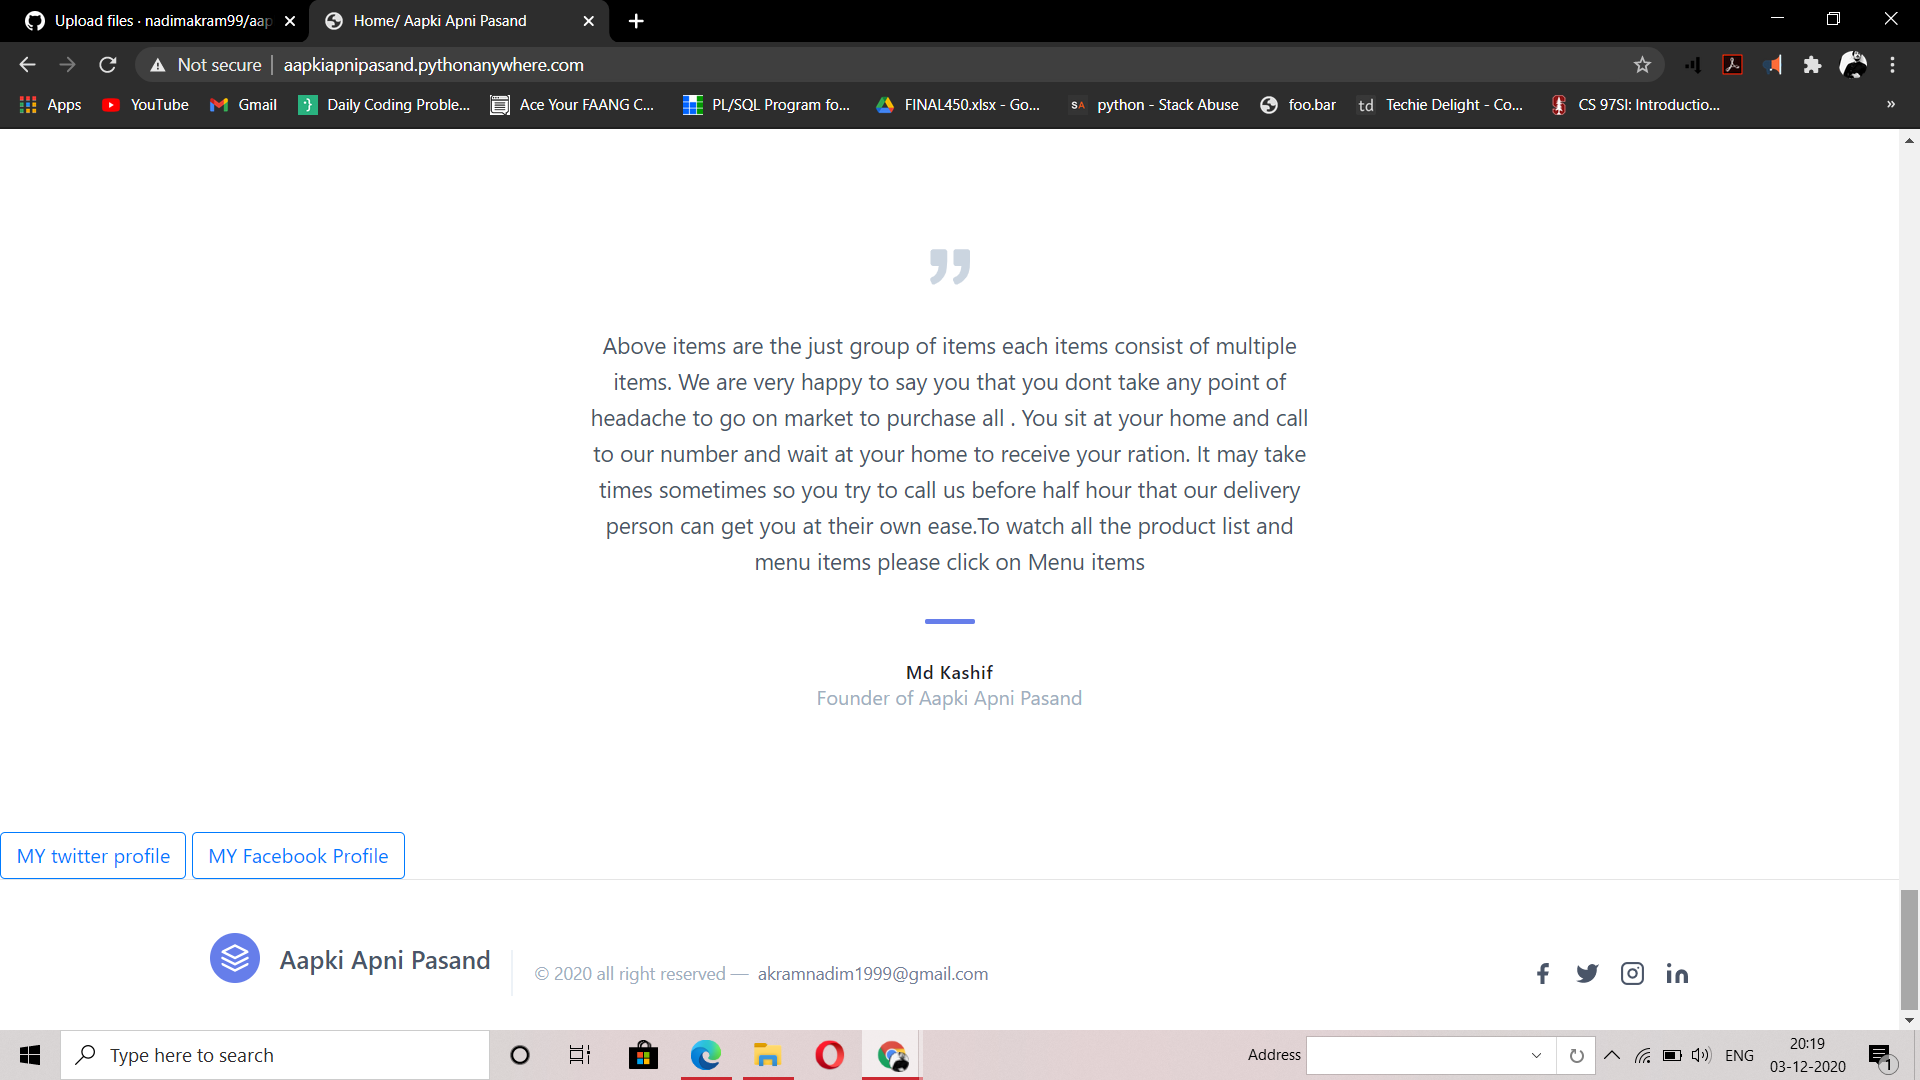 Upload files · nadimakram99/aap
Home/ Aapki Apni Pasand
Not secure
aapkiapnipasand.pythonanywhere.com
Apps
YouTube
Gmail
Daily Coding Proble...
Ace Your FAANG C...
PL/SQL Program fo...
FINAL450.xlsx - Go...
SA
python - Stack Abuse
foo.bar
td
Techie Delight - Co...
CS 97SI: Introductio...
»
Above items are the just group of items each items consist of multiple
items. We are very happy to say you that you dont take any point of
headache to go on market to purchase all . You sit at your home and call
to our number and wait at your home to receive your ration. It may take
times sometimes so you try to call us before half hour that our delivery
person can get you at their own ease.To watch all the product list and
menu items please click on Menu items
Md Kashif
Founder of Aapki Apni Pasand
MY twitter profile
MY Facebook Profile
Aapki Apni Pasand
© 2020 all right reserved — akramnadim1999@gmail.com
Type here to search
Address
ENG
20:19
03-12-2020
1